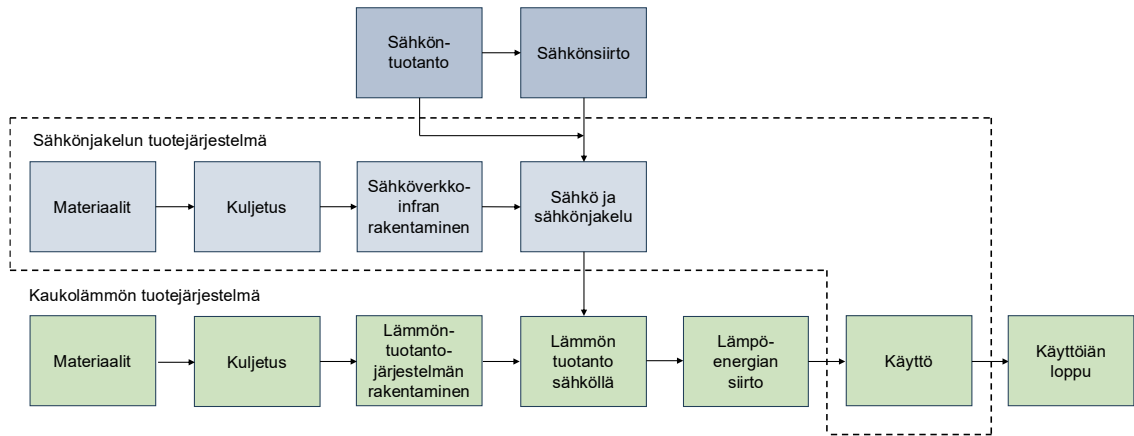 Sähkön-
tuotanto
Sähkönsiirto
Sähkönjakelun tuotejärjestelmä
Materiaalit
Kuljetus
Sähköverkko-
infran
rakentaminen
Sähkö ja
sähkönjakelu
Kaukolämmön tuotejärjestelmä
Materiaalit
Kuljetus
Lämmön-
tuotanto-
järjestelmän
rakentaminen
Lämmön
tuotanto
sähköllä
Lämpö-
energian
siirto
Käyttö
Käyttöiän
loppu